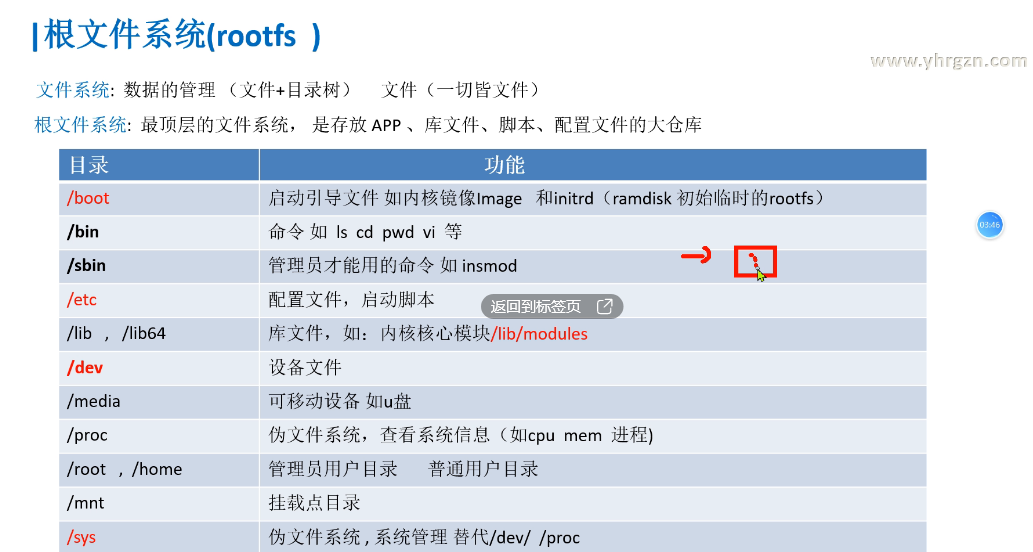 根文件系统(rootfs )
www.yhrgzn.com
文件系统: 数据的管理 （文件+目录树） 文件（一切皆文件）
根文件系统: 最顶层的文件系统， 是存放 APP 、库文件、脚本、配置文件的大仓库
目录 功能
/boot 启动引导文件 如内核镜像Image 和initrd（ramdisk 初始临时的rootfs）
/bin 命令 如 ls cd pwd vi 等
03:46
/sbin 管理员才能用的命令 如 insmod
/etc 配置文件，启动脚本
返回到标签页
/lib , /lib64 库文件，如：内核核心模块/lib/modules
/dev 设备文件
/media 可移动设备 如u盘
/proc 伪文件系统，查看系统信息（如cpu mem 进程)
/root , /home 管理员用户目录 普通用户目录
/mnt 挂载点目录
/sys 伪文件系统 , 系统管理 替代/dev/ /proc